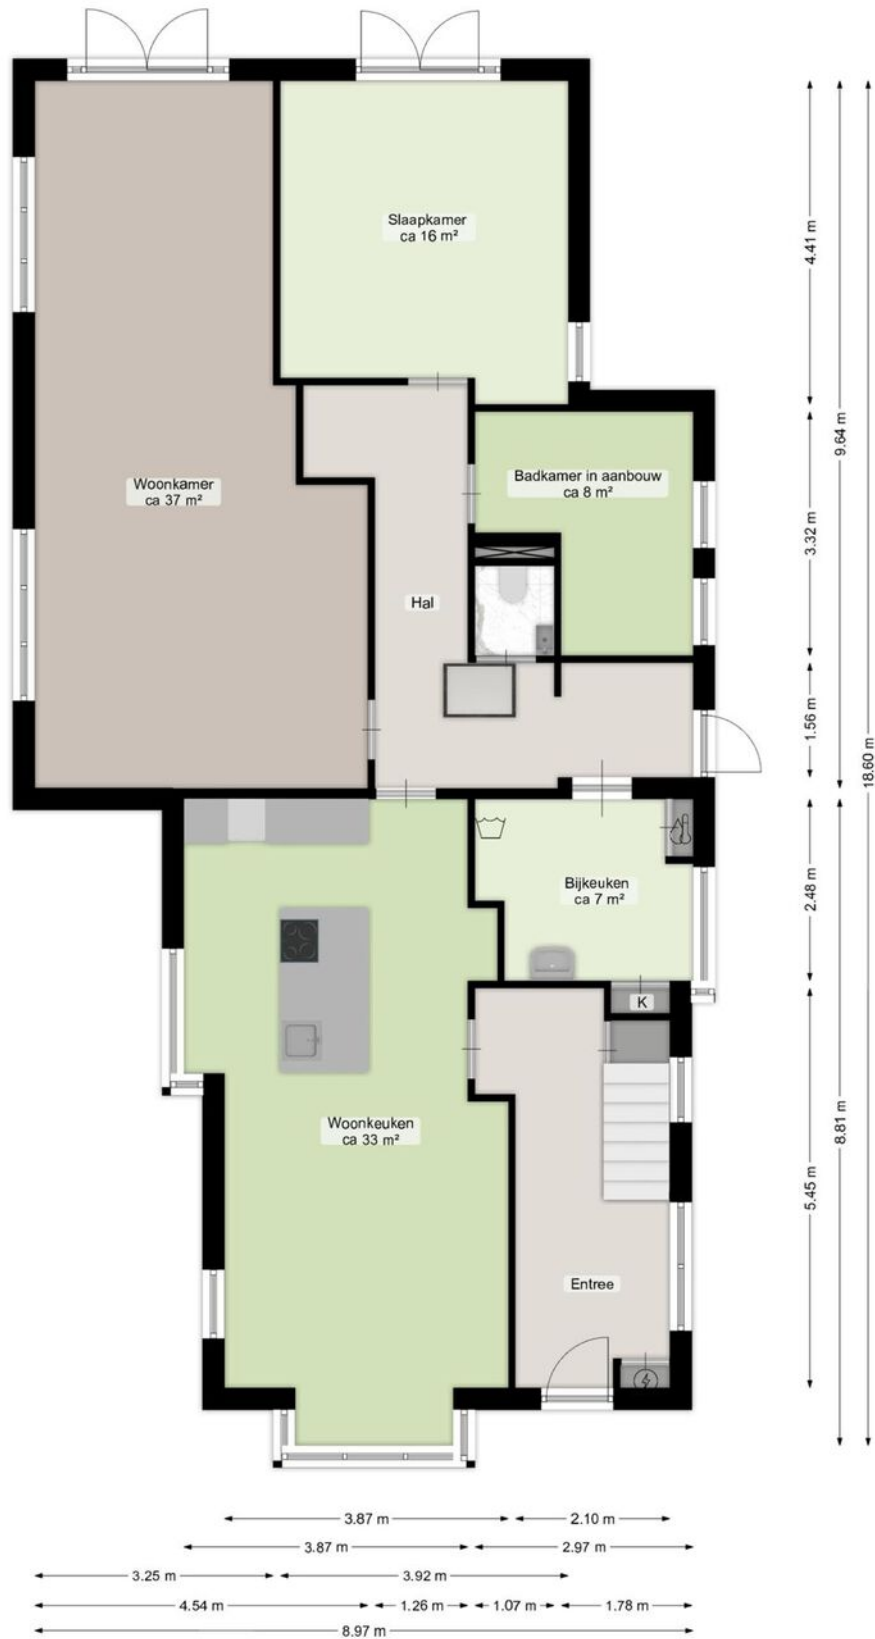 Slaapkamer
ca 16 m²
4.41 m
Woonkamer
ca 37 m²
Badkamer in aanbouw
ca 8 m²
9.64 m
3.32 m
Hal
1.56 m
18.60 m
Bijkeuken
ca 7 m²
2.48 m
K
Woonkeuken
ca 33 m²
8.81 m
5.45 m
Entree
3.87 m
2.10 m
3.87 m
2.97 m
3.25 m
3.92 m
4.54 m
1.26 m
1.07 m
1.78 m
8.97 m